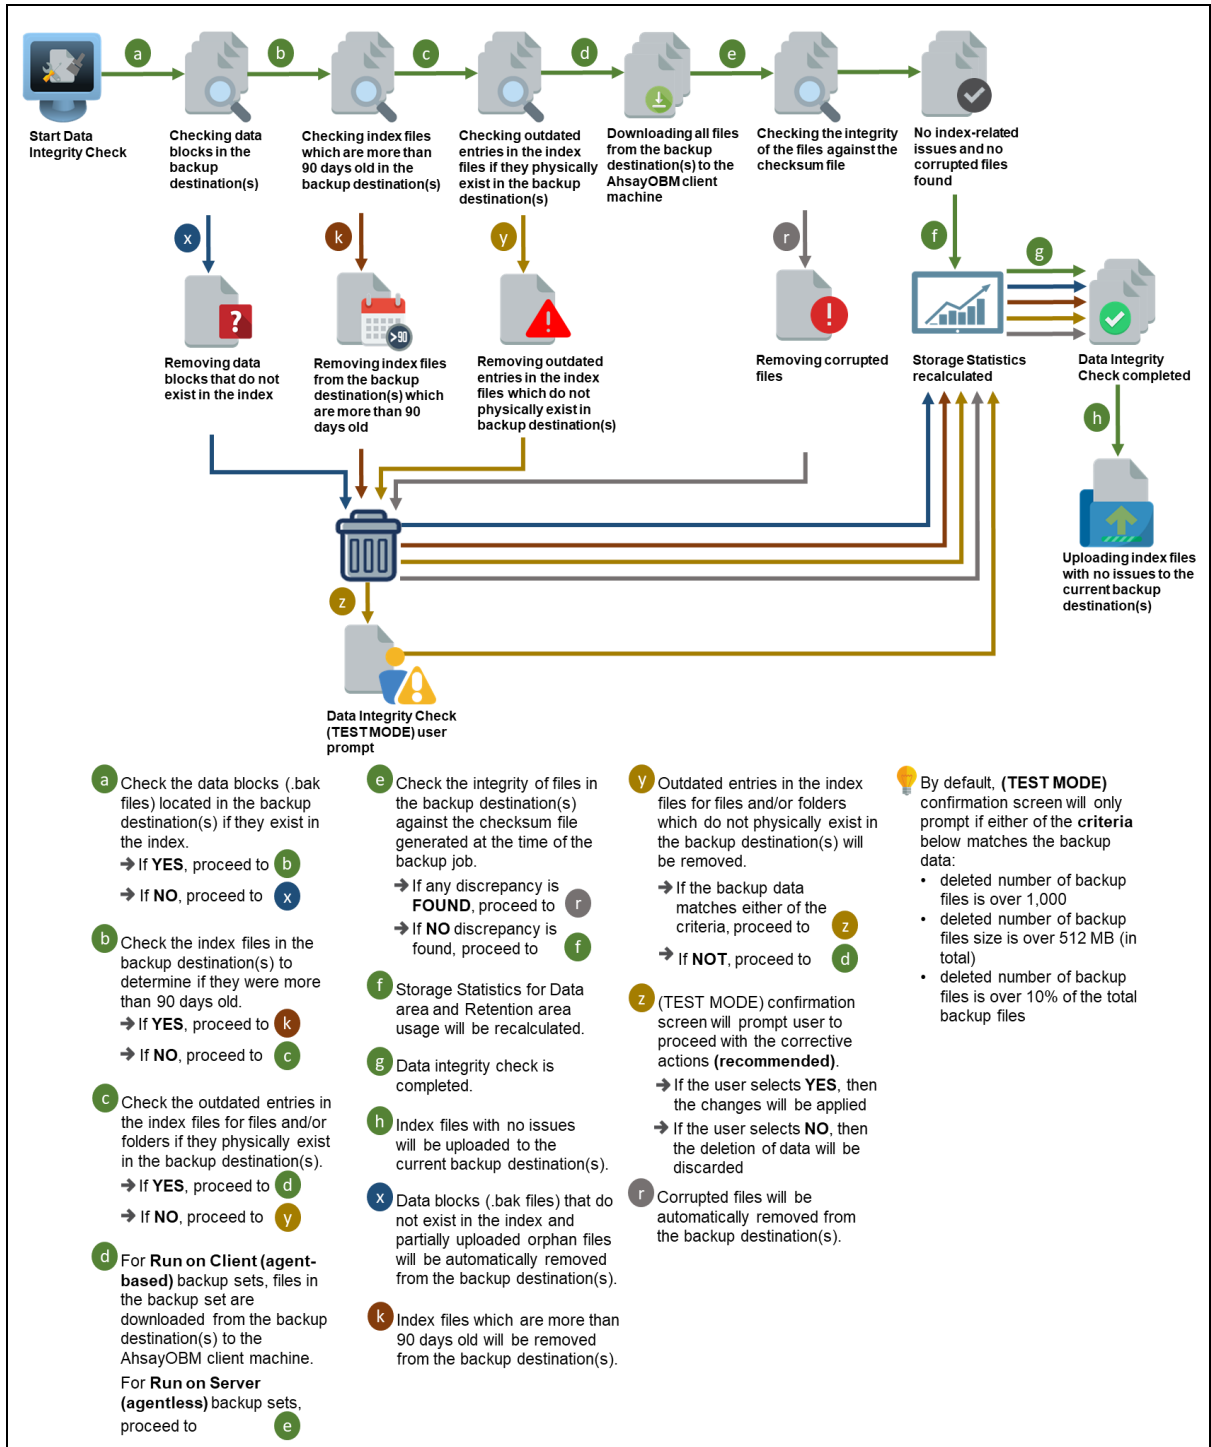 a
b
c
d
e
Start Data
Integrity Check
Checking data
blocks in the
backup
destination(s)
Checking index files
which are more than
90 days old in the
backup destination(s)
Checking outdated
entries in the index
files if they physically
exist in the backup
destination(s)
Downloading all files
from the backup
destination(s) to the
AhsayOBM client
machine
Checking the integrity
of the files against the
checksum file
No index-related
issues and no
corrupted files
found
x
k
y
r
f
g
?
>90
!
!
Removing data
blocks that do not
exist in the index
Removing index files
from the backup
destination(s) which
are more than 90
days old
Removing outdated
entries in the index
files which do not
physically exist in
backup destination(s)
Removing corrupted
files
Storage Statistics
recalculated
Data Integrity
Check completed
h
Uploading index files
with no issues to the
current backup
destination(s)
z
!
Data Integrity Check
(TEST MODE) user
prompt
a Check the data blocks (.bak
files) located in the backup
destination(s) if they exist in
the index.
➔ If YES, proceed to b
➔ If NO, proceed to x
b Check the index files in the
backup destination(s) to
determine if they were more
than 90 days old.
➔ If YES, proceed to k
➔ If NO, proceed to c
c Check the outdated entries in
the index files for files and/or
folders if they physically exist
in the backup destination(s).
➔ If YES, proceed to d
➔ If NO, proceed to y
d For Run on Client (agent-
based) backup sets, files in
the backup set are
downloaded from the backup
destination(s) to the
AhsayOBM client machine.
For Run on Server
(agentless) backup sets,
proceed to e
e Check the integrity of files in
the backup destination(s)
against the checksum file
generated at the time of the
backup job.
➔ If any discrepancy is
FOUND, proceed to r
➔ If NO discrepancy is
found, proceed to f
f Storage Statistics for Data
area and Retention area
usage will be recalculated.
g Data integrity check is
completed.
h Index files with no issues
will be uploaded to the
current backup destination(s).
x Data blocks (.bak files) that do
not exist in the index and
partially uploaded orphan files
will be automatically removed
from the backup destination(s).
k Index files which are more than
90 days old will be removed
from the backup destination(s).
y Outdated entries in the index
files for files and/or folders
which do not physically exist in
the backup destination(s) will
be removed.
➔ If the backup data
matches either of the
criteria, proceed to z
➔ If NOT, proceed to d
z (TEST MODE) confirmation
screen will prompt user to
proceed with the corrective
actions (recommended).
➔ If the user selects YES, then
the changes will be applied
➔ If the user selects NO, then
the deletion of data will be
discarded
r Corrupted files will be
automatically removed from
the backup destination(s).
By default, (TEST MODE)
confirmation screen will only
prompt if either of the criteria
below matches the backup
data:
• deleted number of backup
files is over 1,000
• deleted number of backup
files size is over 512 MB (in
total)
• deleted number of backup
files is over 10% of the total
backup files